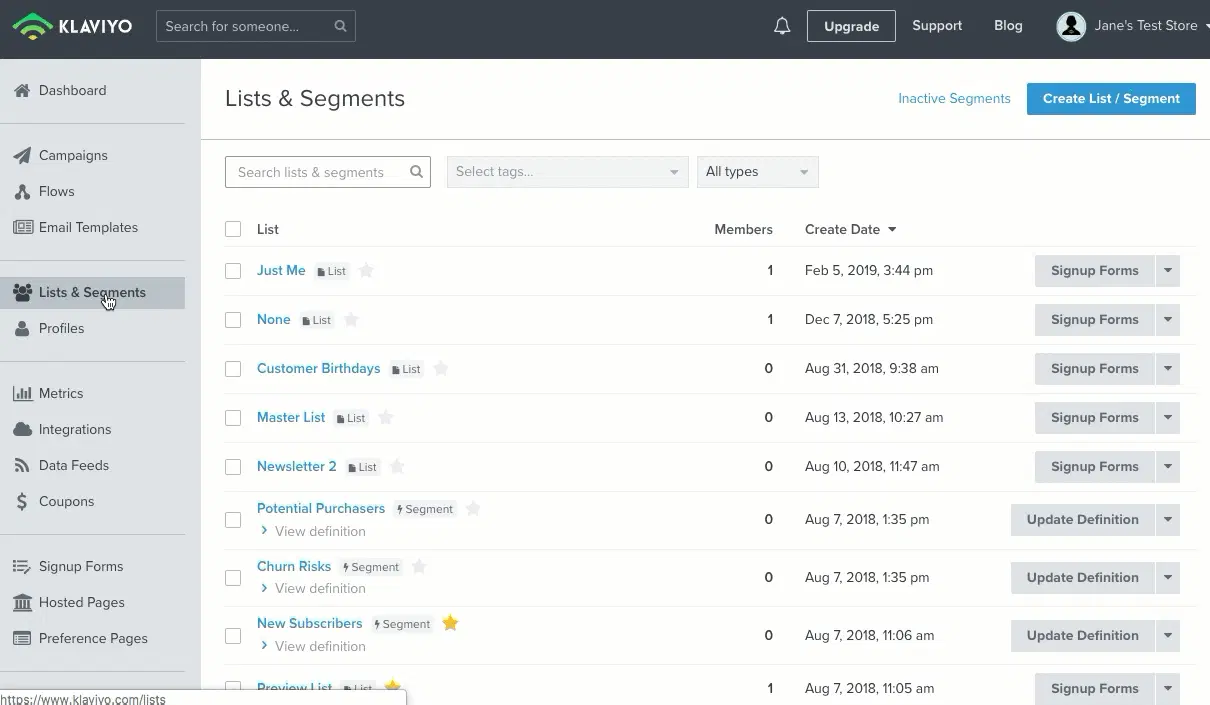 KLAVIYO
Search for someone...
Upgrade
Support
Blog
Jane's Test Store
Dashboard
Campaigns
Flows
Email Templates
Lists & Segments
Profiles
Metrics
Integrations
Data Feeds
Coupons
Signup Forms
Hosted Pages
Preference Pages
https://www.klaviyo.com/lists
Lists & Segments
Inactive Segments
Create List / Segment
Search lists & segments
Select tags...
All types
List Members Create Date
Just Me List 1 Feb 5, 2019, 3:44 pm Signup Forms
None List 1 Dec 7, 2018, 5:25 pm Signup Forms
Customer Birthdays List 0 Aug 31, 2018, 9:38 am Signup Forms
Master List List 0 Aug 13, 2018, 10:27 am Signup Forms
Newsletter 2 List 0 Aug 10, 2018, 11:47 am Signup Forms
Potential Purchasers Segment 0 Aug 7, 2018, 1:35 pm Update Definition
View definition
Churn Risks Segment 0 Aug 7, 2018, 1:35 pm Update Definition
View definition
New Subscribers Segment 0 Aug 7, 2018, 11:06 am Update Definition
View definition
Preview List List 1 Aug 7, 2018, 11:05 am Signup Forms